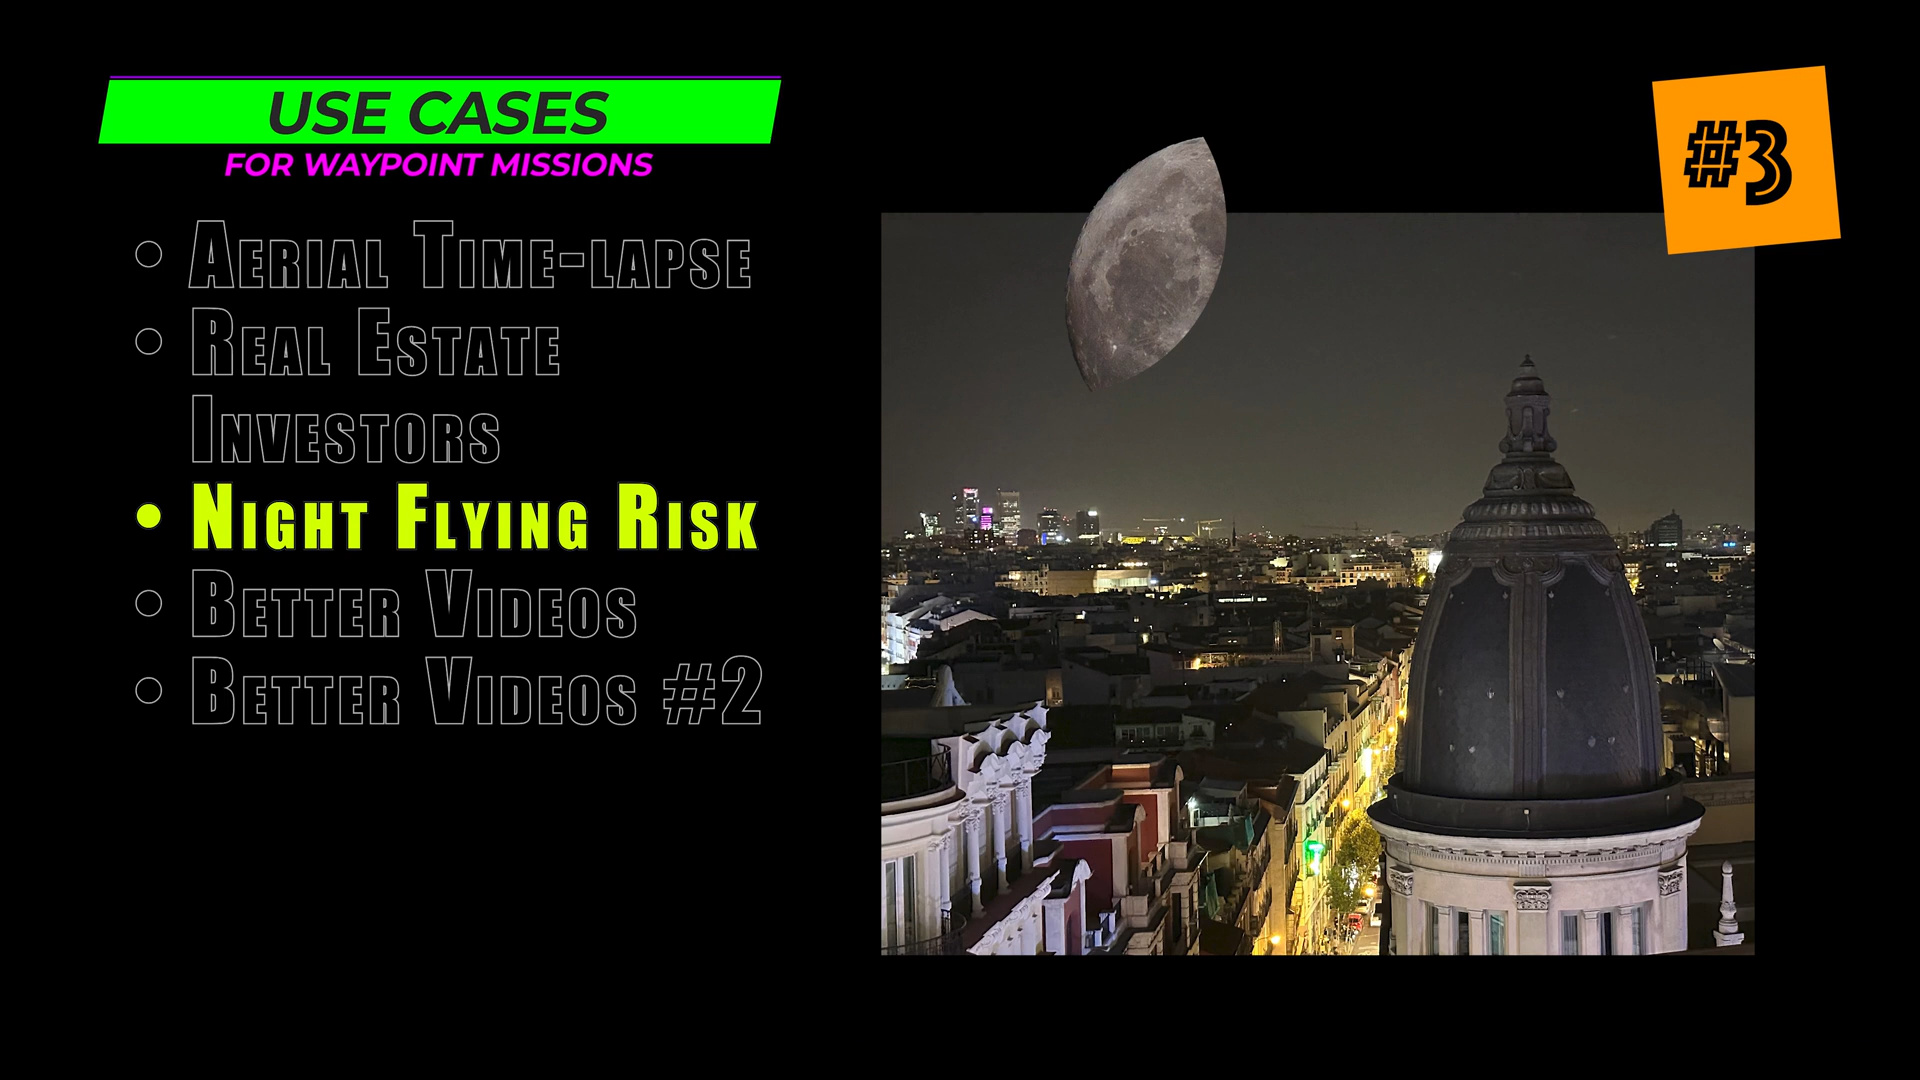 USE CASES
FOR WAYPOINT MISSIONS
#3
• Aerial Time-lapse
• Real Estate
Investors
• Night Flying Risk
• Better Videos
• Better Videos #2